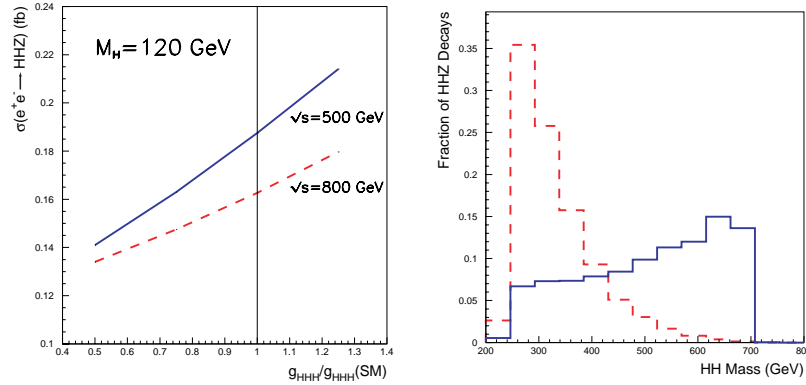 σ(e⁺e⁻ → HHZ) (fb)
0.24
0.22
0.2
0.18
0.16
0.14
0.12
0.1
M_H=120 GeV
√s=500 GeV
√s=800 GeV
0.4 0.5 0.6 0.7 0.8 0.9 1 1.1 1.2 1.3 1.4
g_HHH/g_HHH(SM)
Fraction of HHZ Decays
0.35
0.3
0.25
0.2
0.15
0.1
0.05
0
200 300 400 500 600 700 800
HH Mass (GeV)